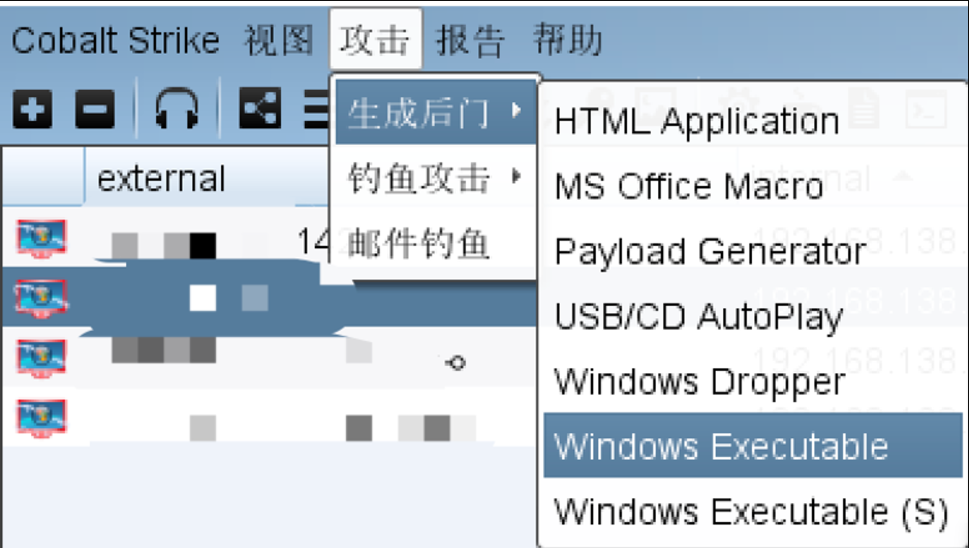 Cobalt Strike 视图 攻击 报告 帮助
生成后门
钓鱼攻击
邮件钓鱼
HTML Application
MS Office Macro
Payload Generator
USB/CD AutoPlay
Windows Dropper
Windows Executable
Windows Executable (S)
external
14
192.168.138.
192.168.138.
192.168.138.